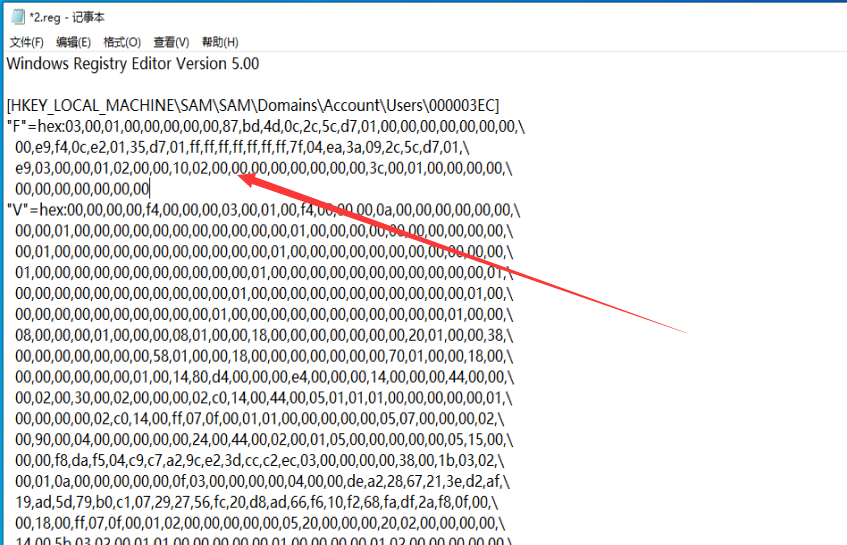 *2.reg - 记事本
文件(F) 编辑(E) 格式(O) 查看(V) 帮助(H)
Windows Registry Editor Version 5.00
[HKEY_LOCAL_MACHINE\SAM\SAM\Domains\Account\Users\000003EC]
"F"=hex:03,00,01,00,00,00,00,00,87,bd,4d,0c,2c,5c,d7,01,00,00,00,00,00,00,00,\
00,e9,f4,0c,e2,01,35,d7,01,ff,ff,ff,ff,ff,ff,ff,7f,04,ea,3a,09,2c,5c,d7,01,\
e9,03,00,00,01,02,00,00,10,02,00,00,00,00,00,00,00,00,3c,00,01,00,00,00,00,\
00,00,00,00,00,00,00
"V"=hex:00,00,00,00,f4,00,00,00,03,00,01,00,f4,00,00,00,0a,00,00,00,00,00,00,\
00,00,01,00,00,00,00,00,00,00,00,00,00,00,01,00,00,00,00,00,00,00,00,00,00,\
00,01,00,00,00,00,00,00,00,00,00,00,00,01,00,00,00,00,00,00,00,00,00,00,00,\
01,00,00,00,00,00,00,00,00,00,00,00,01,00,00,00,00,00,00,00,00,00,00,00,01,\
00,00,00,00,00,00,00,00,00,00,00,01,00,00,00,00,00,00,00,00,00,00,00,01,00,\
00,00,00,00,00,00,00,00,00,00,01,00,00,00,00,00,00,00,00,00,00,00,01,00,00,\
08,00,00,00,01,00,00,00,08,01,00,00,18,00,00,00,00,00,00,00,20,01,00,00,38,\
00,00,00,00,00,00,00,58,01,00,00,18,00,00,00,00,00,00,00,70,01,00,00,18,00,\
00,00,00,00,00,00,01,00,14,80,d4,00,00,00,e4,00,00,00,14,00,00,00,44,00,00,\
00,02,00,30,00,02,00,00,00,02,c0,14,00,44,00,05,01,01,01,00,00,00,00,00,01,\
00,00,00,00,02,c0,14,00,ff,07,0f,00,01,01,00,00,00,00,00,05,07,00,00,00,02,\
00,90,00,04,00,00,00,00,00,24,00,44,00,02,00,01,05,00,00,00,00,00,05,15,00,\
00,00,f8,da,f5,04,c9,c7,a2,9c,e2,3d,cc,c2,ec,03,00,00,00,00,38,00,1b,03,02,\
00,01,0a,00,00,00,00,00,0f,03,00,00,00,00,04,00,00,de,a2,28,67,21,3e,d2,af,\
19,ad,5d,79,b0,c1,07,29,27,56,fc,20,d8,ad,66,f6,10,f2,68,fa,df,2a,f8,0f,00,\
00,18,00,ff,07,0f,00,01,02,00,00,00,00,00,05,20,00,00,00,20,02,00,00,00,00,\
14,00,5b,03,02,00,01,01,00,00,00,00,00,01,00,00,00,00,01,02,00,00,00,00,00,\